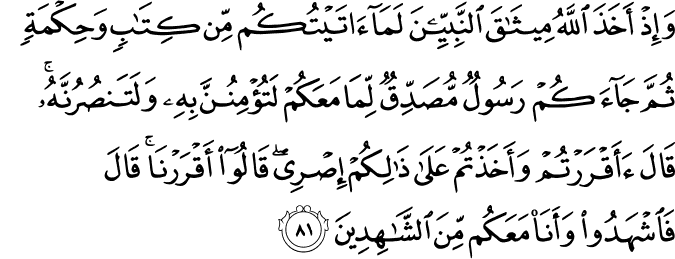 وَإِذْ أَخَذَ ٱللَّهُ مِيثَٰقَ ٱلنَّبِيِّـۧنَ لَمَآ ءَاتَيْتُكُم مِّن كِتَٰبٍ وَحِكْمَةٍ
ثُمَّ جَآءَكُمْ رَسُولٌ مُّصَدِّقٌ لِّمَا مَعَكُمْ لَتُؤْمِنُنَّ بِهِۦ وَلَتَنصُرُنَّهُۥ ۚ
قَالَ ءَأَقْرَرْتُمْ وَأَخَذْتُمْ عَلَىٰ ذَٰلِكُمْ إِصْرِى ۖ قَالُوٓا۟ أَقْرَرْنَا ۚ قَالَ
فَٱشْهَدُوا۟ وَأَنَا۠ مَعَكُم مِّنَ ٱلشَّٰهِدِينَ ٨١